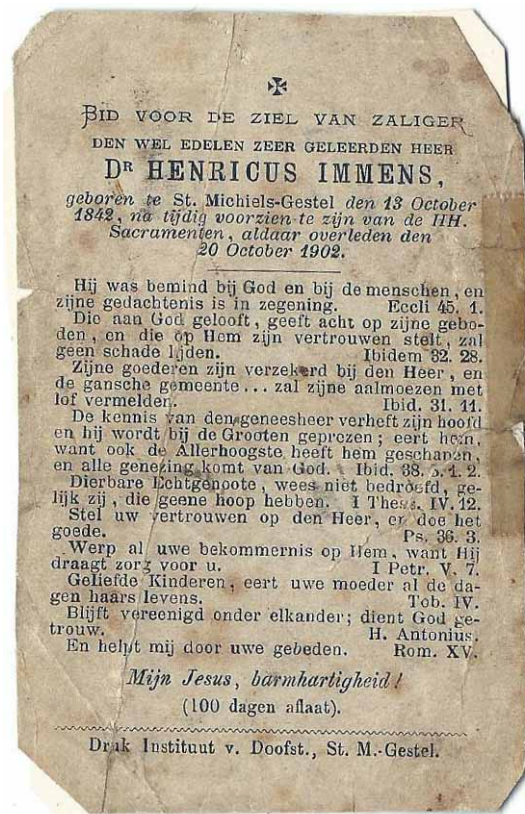 ✠
BID VOOR DE ZIEL VAN ZALIGER
DEN WEL EDELEN ZEER GELEERDEN HEER
DR HENRICUS IMMENS,
geboren te St. Michiels-Gestel den 13 October
1842, na tijdig voorzien te zijn van de HH.
Sacramenten, aldaar overleden den
20 October 1902.
Hij was bemind bij God en bij de menschen, en
zijne gedachtenis is in zegening. Eccli 45. 1.
Die aan God gelooft, geeft acht op zijne gebo-
den, en die op Hem zijn vertrouwen stelt, zal
geen schade lijden. Ibidem 32. 28.
Zijne goederen zijn verzekerd bij den Heer, en
de gansche gemeente... zal zijne aalmoezen met
lof vermelden. Ibid. 31. 11.
De kennis van den geneesheer verheft zijn hoofd
en hij wordt bij de Grooten geprezen; eert hem,
want ook de Allerhoogste heeft hem geschapen,
en alle genezing komt van God. Ibid. 38. 3. 1. 2.
Dierbare Echtgenoote, wees niet bedroefd, ge-
lijk zij, die geene hoop hebben. I Thess. IV. 12.
Stel uw vertrouwen op den Heer, en doe het
goede. Ps. 36. 3.
Werp al uwe bekommernis op Hem, want Hij
draagt zorg voor u. I Petr. V. 7.
Geliefde Kinderen, eert uwe moeder al de da-
gen haars levens. Tob. IV.
Blijft vereenigd onder elkander; dient God ge-
trouw. H. Antonius.
En helpt mij door uwe gebeden. Rom. XV.
Mijn Jesus, barmhartigheid!
(100 dagen aflaat).
Druk Instituut v. Doofst., St. M.-Gestel.